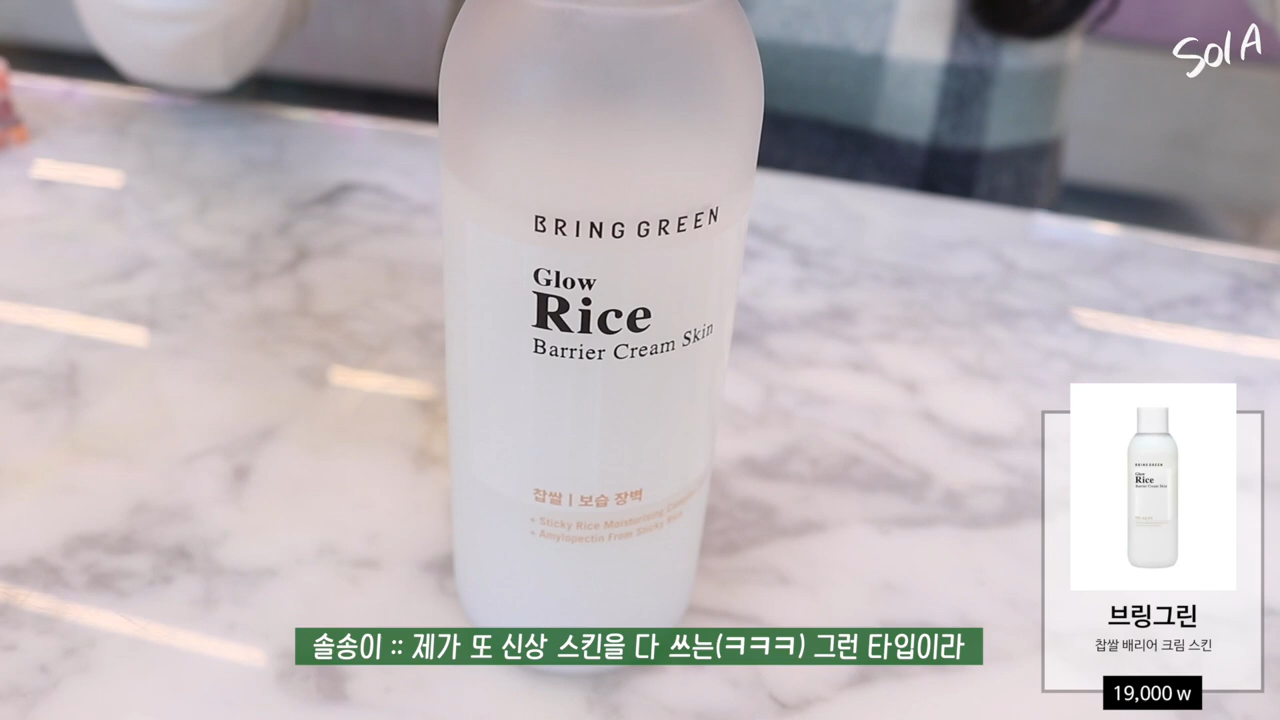 Sol A
BRING GREEN
Glow
Rice
Barrier Cream Skin
찹쌀 | 보습 장벽
+ Sticky Rice Moisturising
+ Amylopectin From Sticky Rice
BRING GREEN
Glow
Rice
Barrier Cream Skin
브링그린
찹쌀 배리어 크림 스킨
19,000 w
솔송이 :: 제가 또 신상 스킨을 다 쓰는(ㅋㅋㅋ) 그런 타입이라